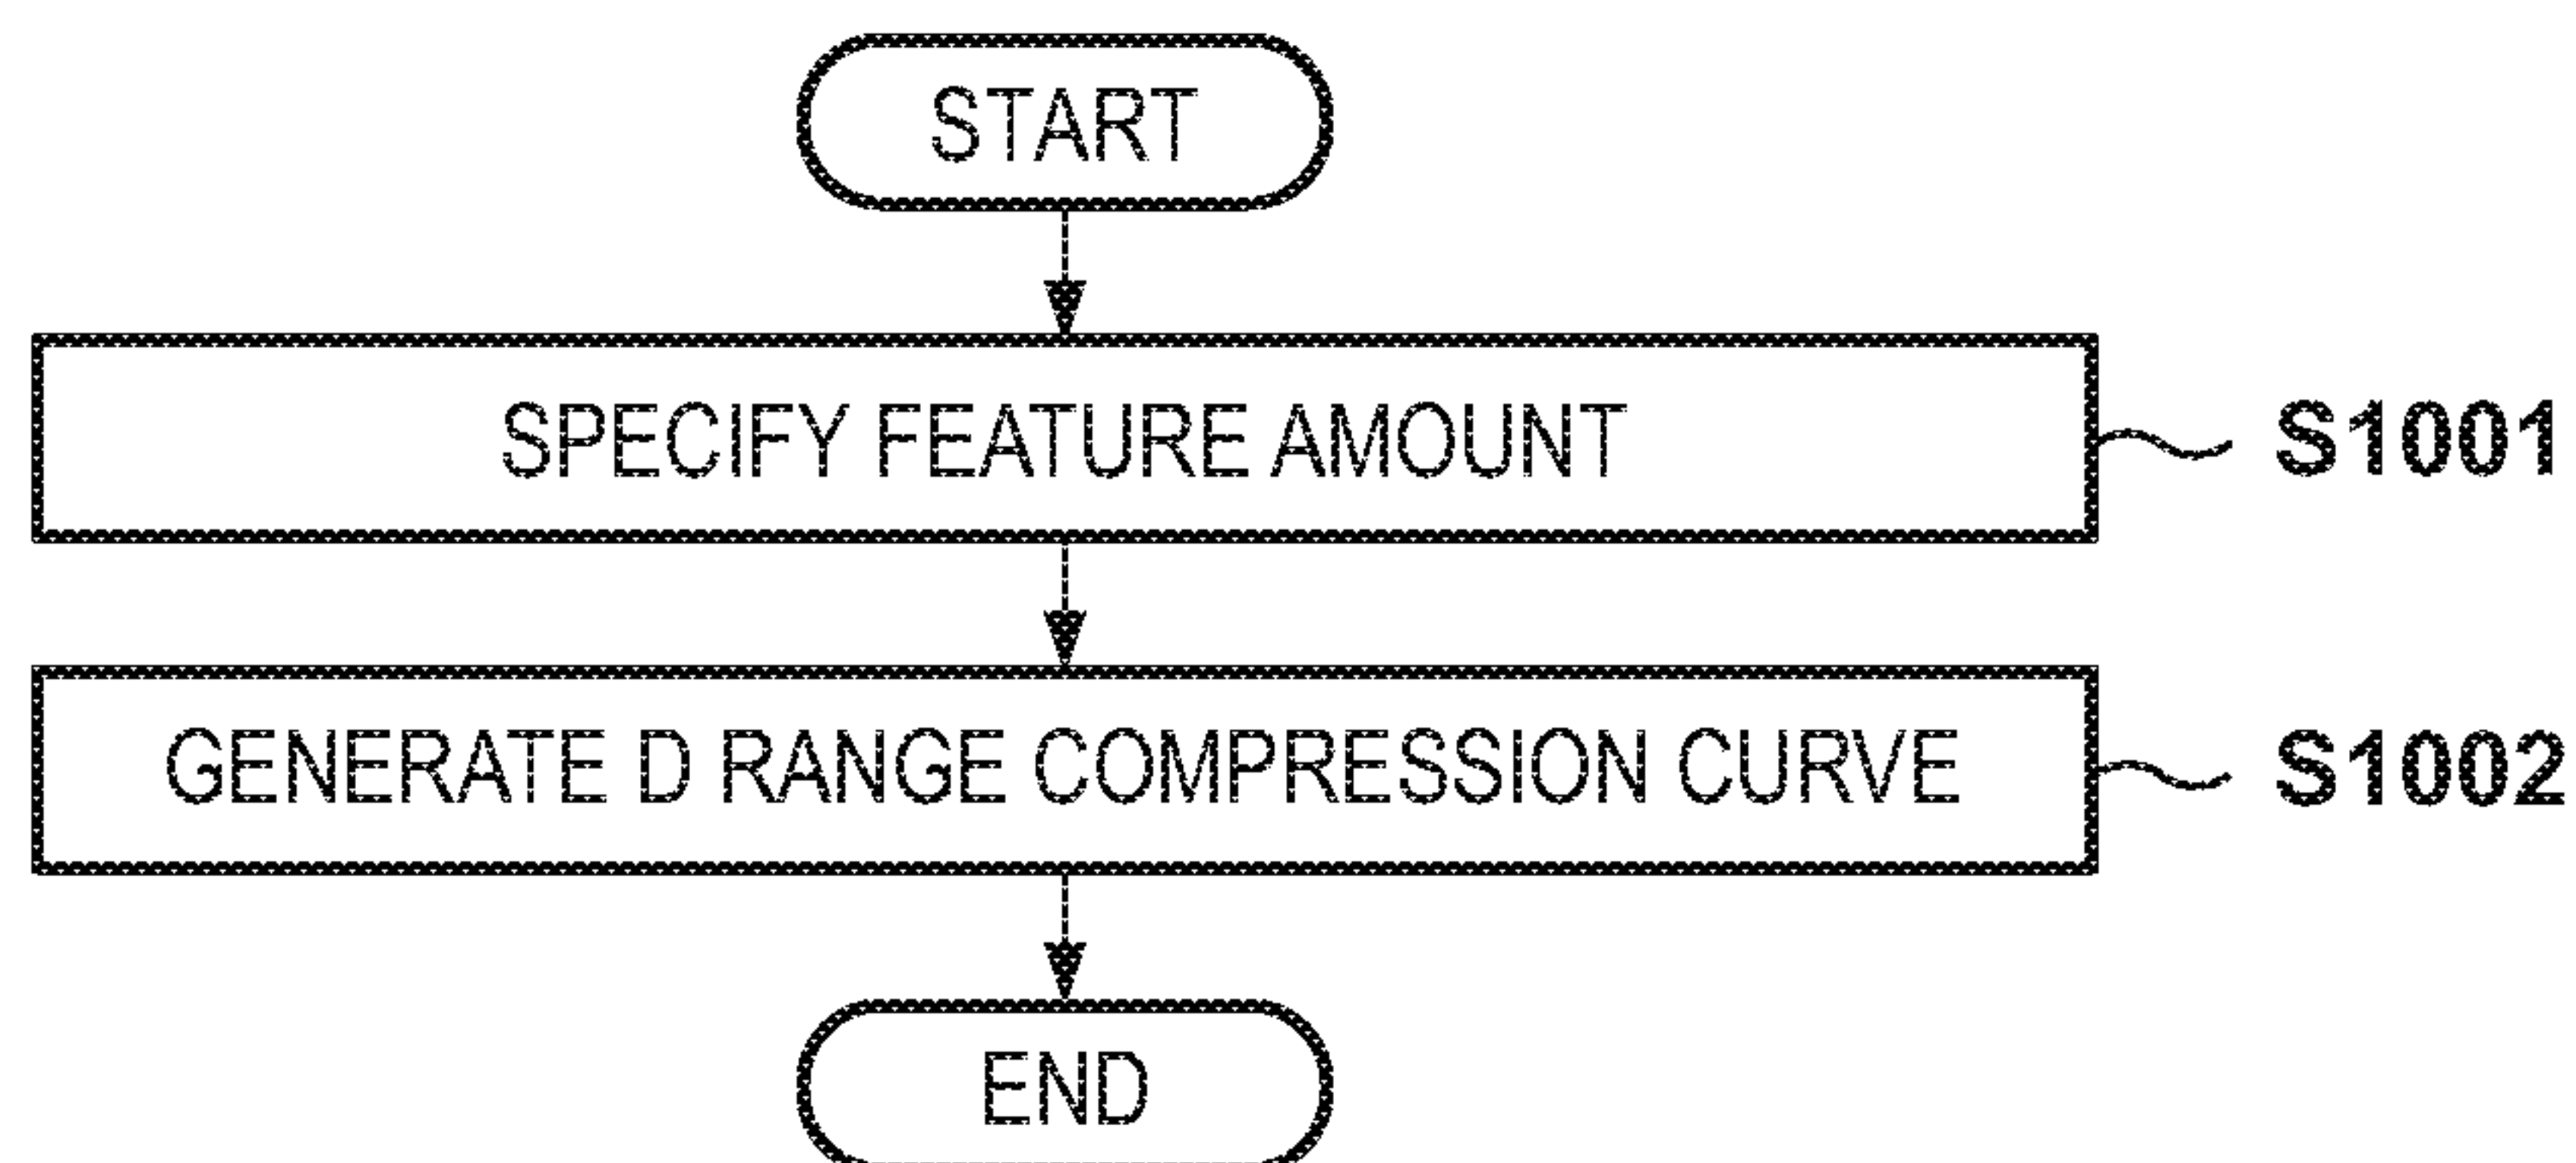 START
SPECIFY FEATURE AMOUNT
S1001
GENERATE D RANGE COMPRESSION CURVE
S1002
END